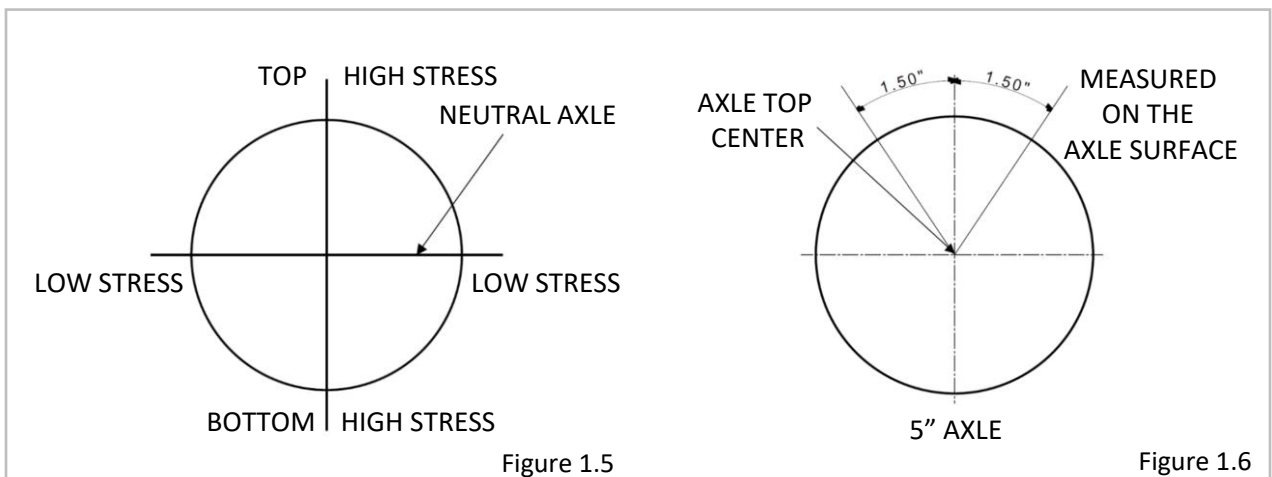 TOP HIGH STRESS
NEUTRAL AXLE
LOW STRESS
LOW STRESS
BOTTOM HIGH STRESS
Figure 1.5
1.50" 1.50"
AXLE TOP
CENTER
MEASURED
ON THE
AXLE SURFACE
5” AXLE
Figure 1.6